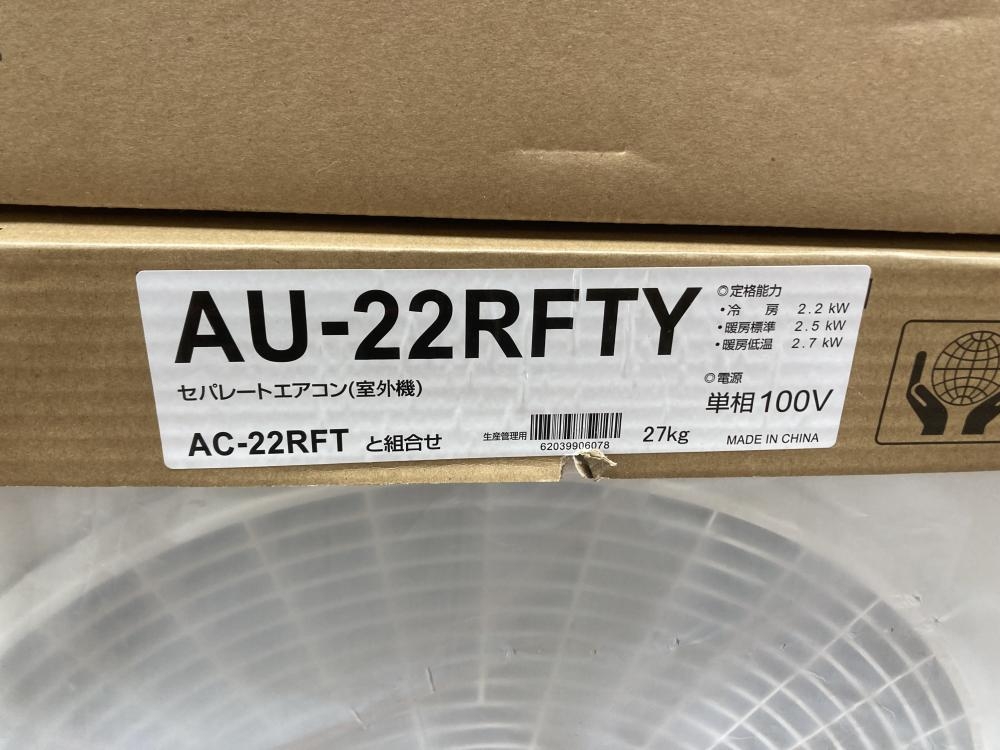 AU-22RFTY
セパレートエアコン(室外機)
AC-22RFT と組合せ
生産管理用
62039906078
27kg
◎定格能力
・冷 房 2.2 kW
・暖房標準 2.5 kW
・暖房低温 2.7 kW
◎電源
単相100V
MADE IN CHINA